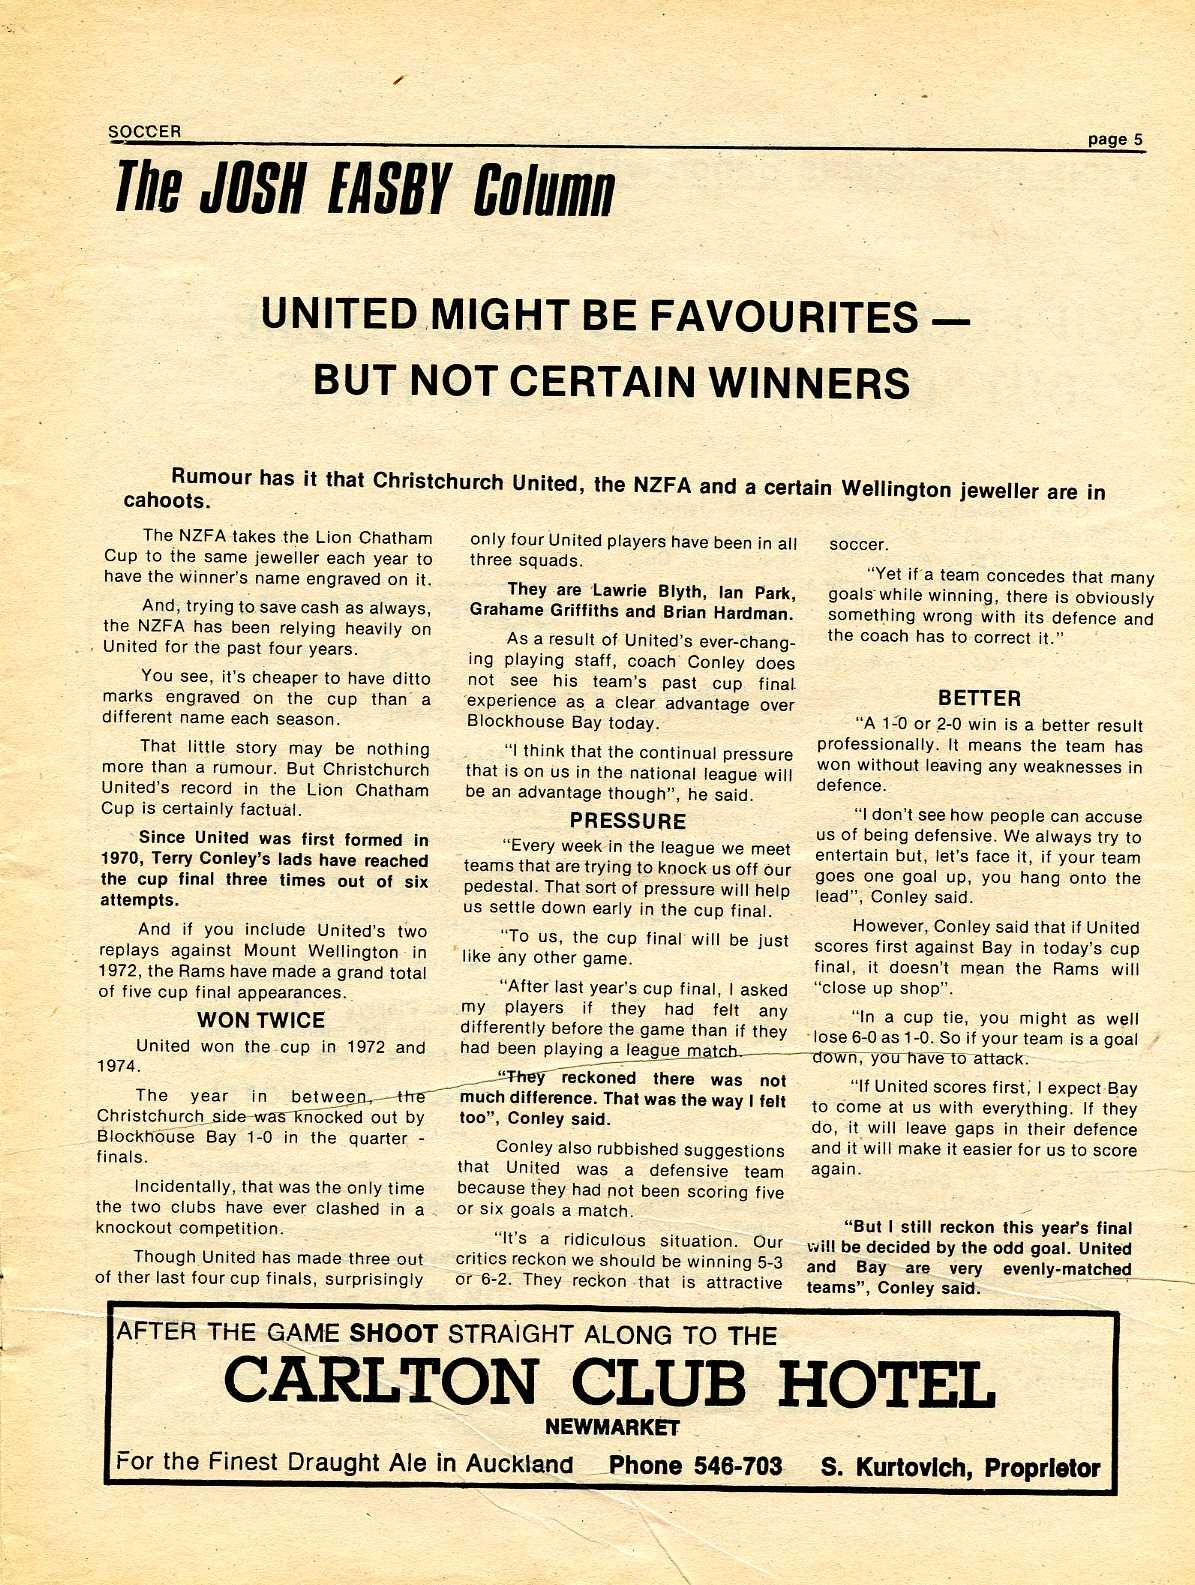 SOCCER
page 5
The JOSH EASBY Column
UNITED MIGHT BE FAVOURITES —
BUT NOT CERTAIN WINNERS
Rumour has it that Christchurch United, the NZFA and a certain Wellington jeweller are in
cahoots.
The NZFA takes the Lion Chatham
Cup to the same jeweller each year to
have the winner's name engraved on it.
And, trying to save cash as always,
the NZFA has been relying heavily on
United for the past four years.
You see, it's cheaper to have ditto
marks engraved on the cup than a
different name each season.
That little story may be nothing
more than a rumour. But Christchurch
United's record in the Lion Chatham
Cup is certainly factual.
Since United was first formed in
1970, Terry Conley's lads have reached
the cup final three times out of six
attempts.
And if you include United's two
replays against Mount Wellington in
1972, the Rams have made a grand total
of five cup final appearances.
WON TWICE
United won the cup in 1972 and
1974.
The year in between, the
Christchurch side was knocked out by
Blockhouse Bay 1-0 in the quarter -
finals.
Incidentally, that was the only time
the two clubs have ever clashed in a
knockout competition.
Though United has made three out
of ther last four cup finals, surprisingly
only four United players have been in all
three squads.
They are Lawrie Blyth, Ian Park,
Grahame Griffiths and Brian Hardman.
As a result of United's ever-chang-
ing playing staff, coach Conley does
not see his team's past cup final
experience as a clear advantage over
Blockhouse Bay today.
"I think that the continual pressure
that is on us in the national league will
be an advantage though", he said.
PRESSURE
"Every week in the league we meet
teams that are trying to knock us off our
pedestal. That sort of pressure will help
us settle down early in the cup final.
"To us, the cup final will be just
like any other game.
"After last year's cup final, I asked
my players if they had felt any
differently before the game than if they
had been playing a league match.
"They reckoned there was not
much difference. That was the way I felt
too", Conley said.
Conley also rubbished suggestions
that United was a defensive team
because they had not been scoring five
or six goals a match.
"It's a ridiculous situation. Our
critics reckon we should be winning 5-3
or 6-2. They reckon that is attractive
soccer.
"Yet if a team concedes that many
goals while winning, there is obviously
something wrong with its defence and
the coach has to correct it."
BETTER
"A 1-0 or 2-0 win is a better result
professionally. It means the team has
won without leaving any weaknesses in
defence.
"I don't see how people can accuse
us of being defensive. We always try to
entertain but, let's face it, if your team
goes one goal up, you hang onto the
lead", Conley said.
However, Conley said that if United
scores first against Bay in today's cup
final, it doesn't mean the Rams will
"close up shop".
"In a cup tie, you might as well
lose 6-0 as 1-0. So if your team is a goal
down, you have to attack.
"If United scores first, I expect Bay
to come at us with everything. If they
do, it will leave gaps in their defence
and it will make it easier for us to score
again.
"But I still reckon this year's final
will be decided by the odd goal. United
and Bay are very evenly-matched
teams", Conley said.
AFTER THE GAME SHOOT STRAIGHT ALONG TO THE
CARLTON CLUB HOTEL
NEWMARKET
For the Finest Draught Ale in Auckland Phone 546-703 S. Kurtovich, Proprietor